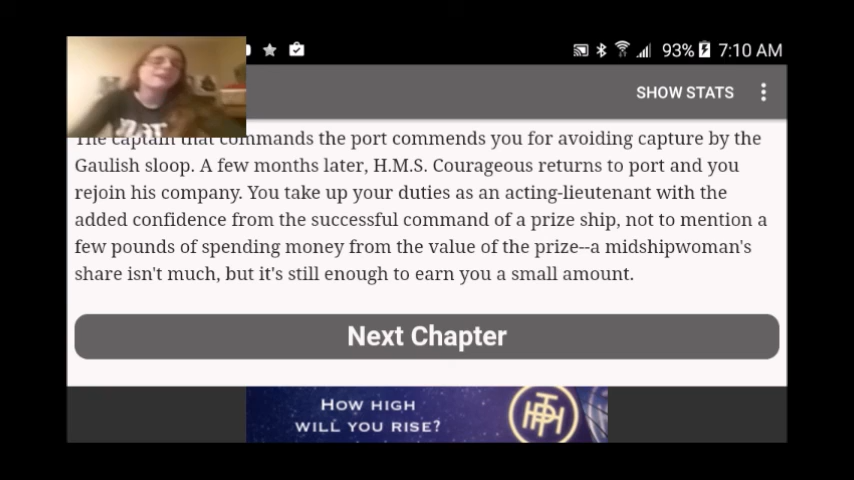 93% 7:10 AM
SHOW STATS
The captain that commands the port commends you for avoiding capture by the
Gaulish sloop. A few months later, H.M.S. Courageous returns to port and you
rejoin his company. You take up your duties as an acting-lieutenant with the
added confidence from the successful command of a prize ship, not to mention a
few pounds of spending money from the value of the prize--a midshipwoman's
share isn't much, but it's still enough to earn you a small amount.
Next Chapter
HOW HIGH
WILL YOU RISE?